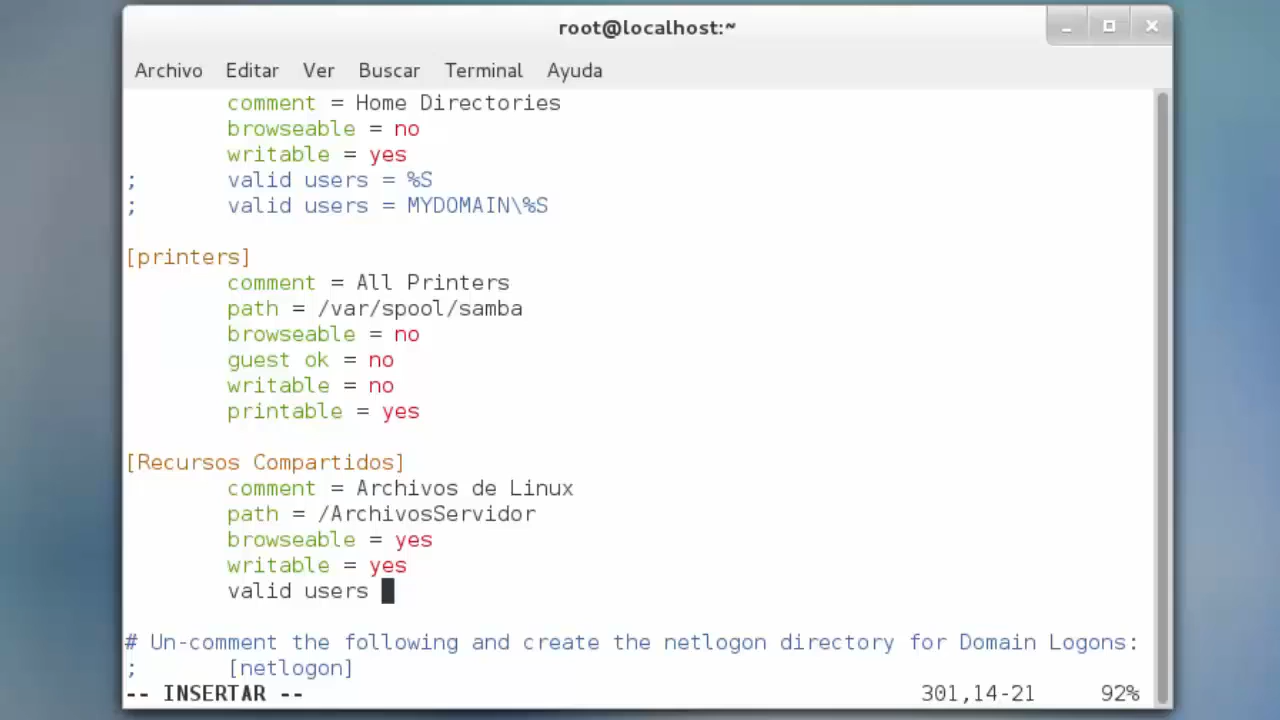 root@localhost:~
Archivo Editar Ver Buscar Terminal Ayuda
comment = Home Directories
browseable = no
writable = yes
; valid users = %S
; valid users = MYDOMAIN\%S
[printers]
comment = All Printers
path = /var/spool/samba
browseable = no
guest ok = no
writable = no
printable = yes
[Recursos Compartidos]
comment = Archivos de Linux
path = /ArchivosServidor
browseable = yes
writable = yes
valid users
# Un-comment the following and create the netlogon directory for Domain Logons:
; [netlogon]
-- INSERTAR -- 301,14-21 92%